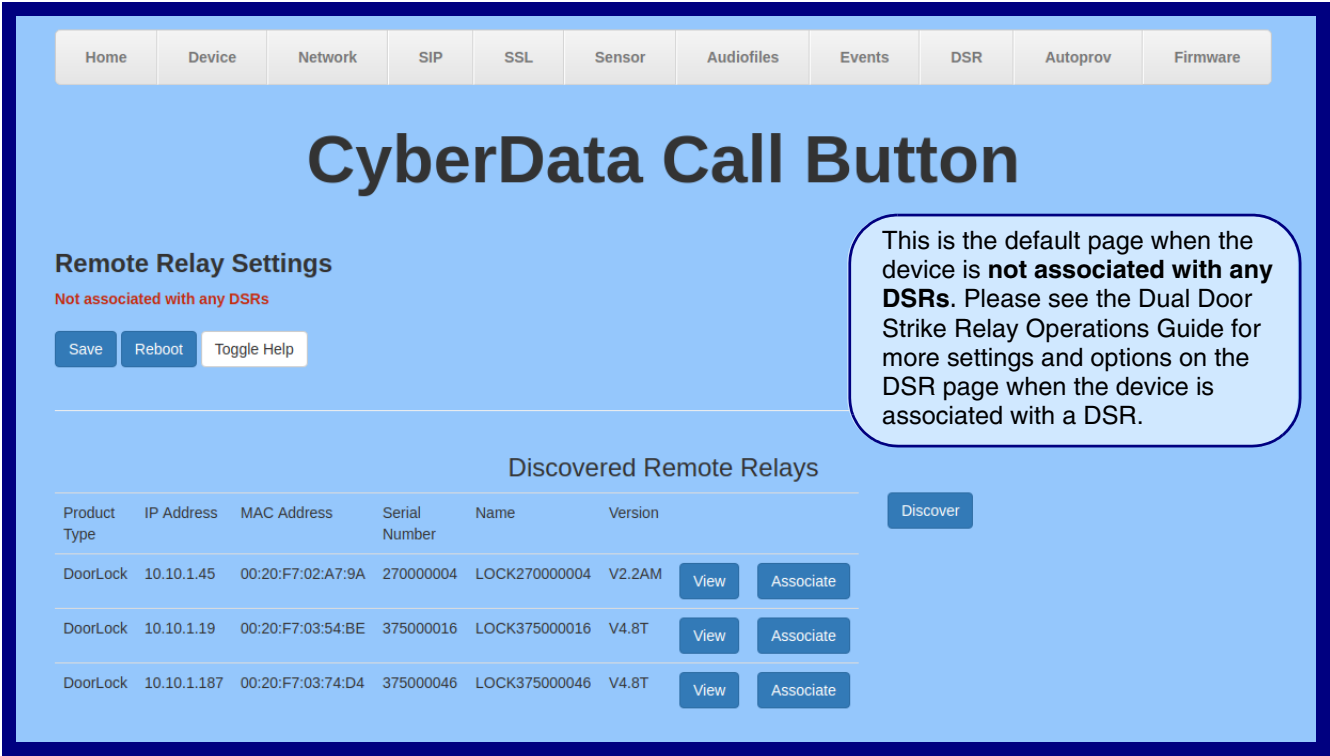 Home Device Network SIP SSL Sensor Audiofiles Events DSR Autoprov Firmware
CyberData Call Button
Remote Relay Settings
Not associated with any DSRs
Save Reboot Toggle Help
This is the default page when the
device is not associated with any
DSRs. Please see the Dual Door
Strike Relay Operations Guide for
more settings and options on the
DSR page when the device is
associated with a DSR.
Discovered Remote Relays
Product Type IP Address MAC Address Serial Number Name Version
Discover
DoorLock 10.10.1.45 00:20:F7:02:A7:9A 270000004 LOCK270000004 V2.2AM View Associate
DoorLock 10.10.1.19 00:20:F7:03:54:BE 375000016 LOCK375000016 V4.8T View Associate
DoorLock 10.10.1.187 00:20:F7:03:74:D4 375000046 LOCK375000046 V4.8T View Associate